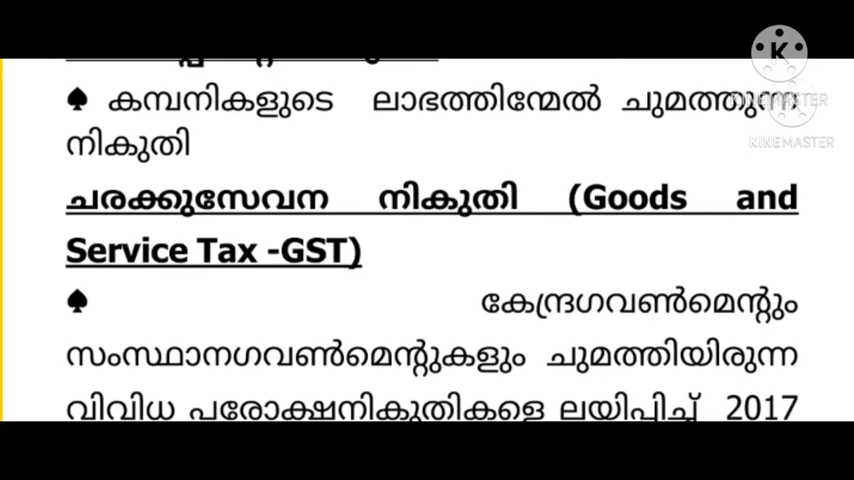 ♠ കമ്പനികളുടെ ലാഭത്തിന്മേൽ ചുമത്തുന്ന
നികുതി
ചരക്കുസേവന നികുതി (Goods and
Service Tax -GST)
♠ കേന്ദ്രഗവൺമെന്റും
സംസ്ഥാനഗവൺമെന്റുകളും ചുമത്തിയിരുന്ന
വിവിധ പരോക്ഷനികുതികളെ ലയിപ്പിച്ച് 2017
K
KINEMASTER
KINEMASTER